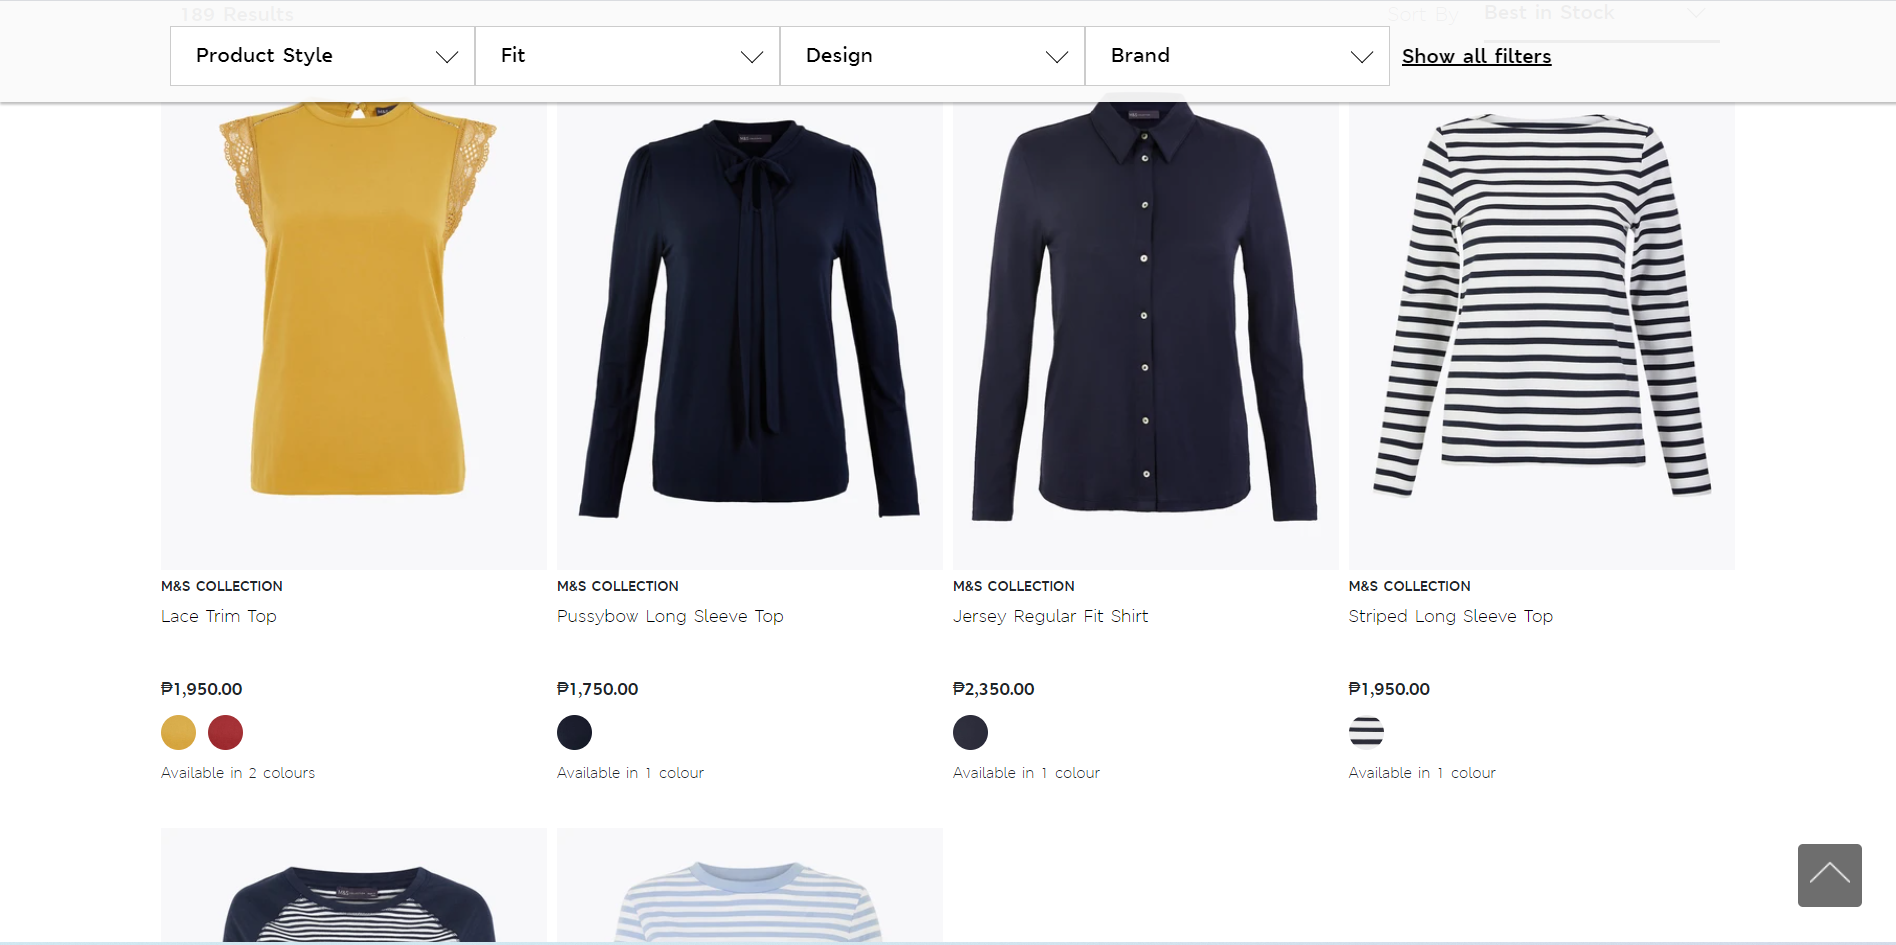 189 Results
Sort By Best in Stock
Product Style
Fit
Design
Brand
Show all filters
M&S COLLECTION
Lace Trim Top
₱1,950.00
Available in 2 colours
M&S COLLECTION
Pussybow Long Sleeve Top
₱1,750.00
Available in 1 colour
M&S COLLECTION
Jersey Regular Fit Shirt
₱2,350.00
Available in 1 colour
M&S COLLECTION
Striped Long Sleeve Top
₱1,950.00
Available in 1 colour